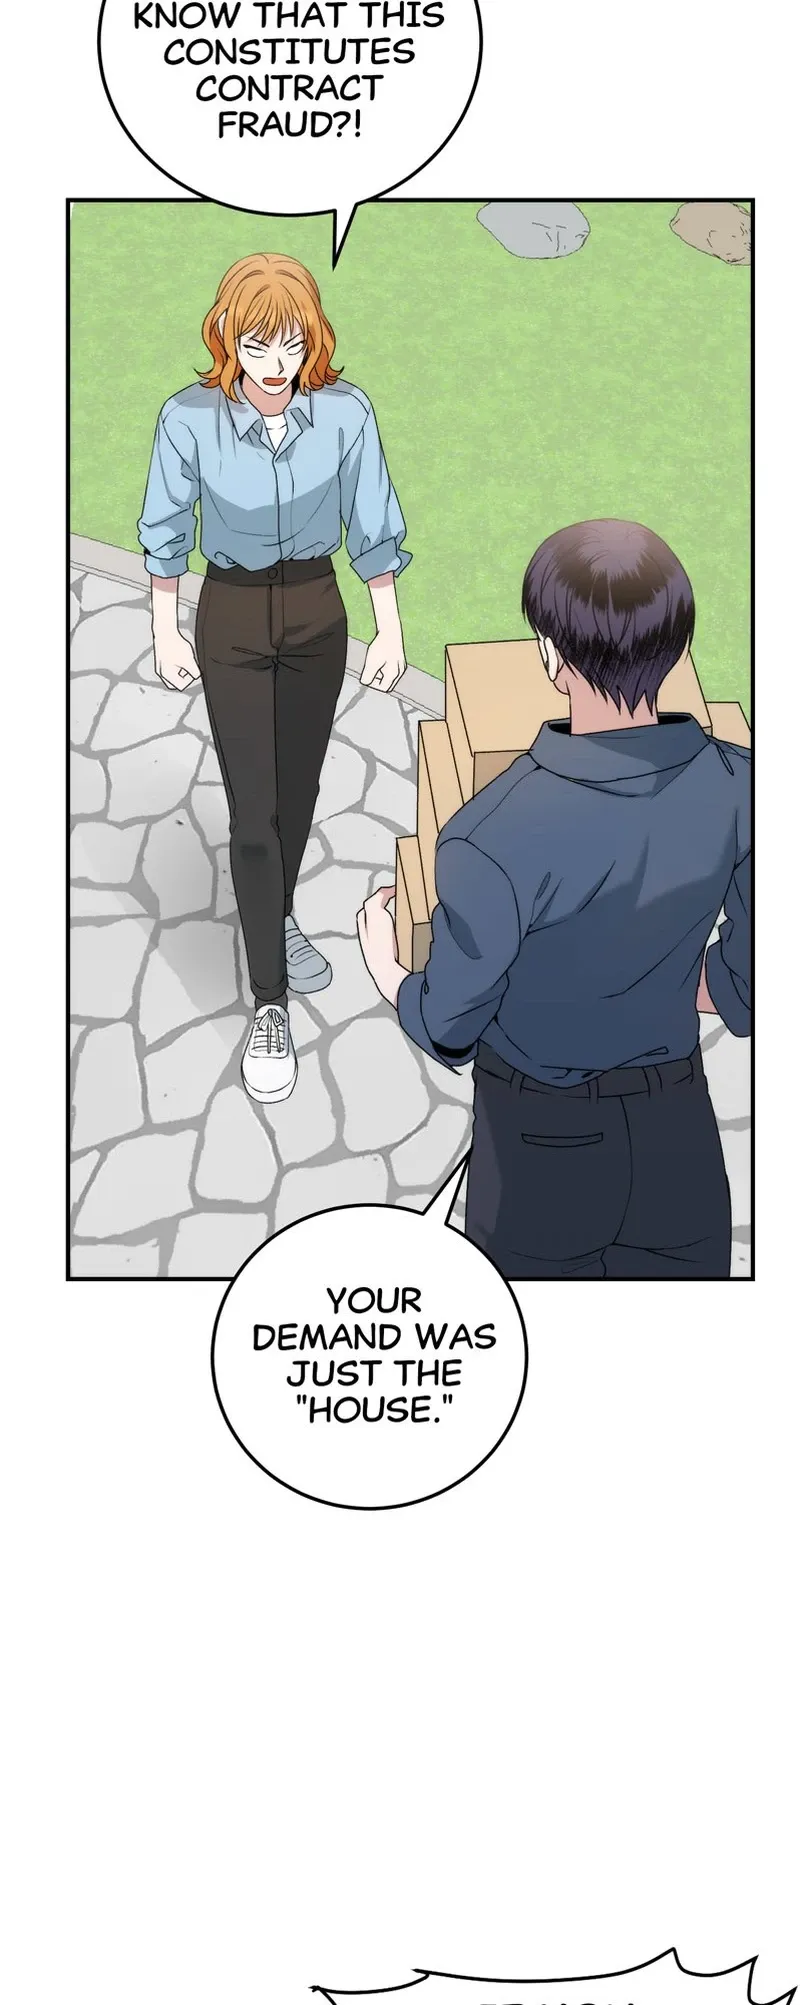 KNOW THAT THIS
CONSTITUTES
CONTRACT
FRAUD?!
YOUR
DEMAND WAS
JUST THE
"HOUSE."